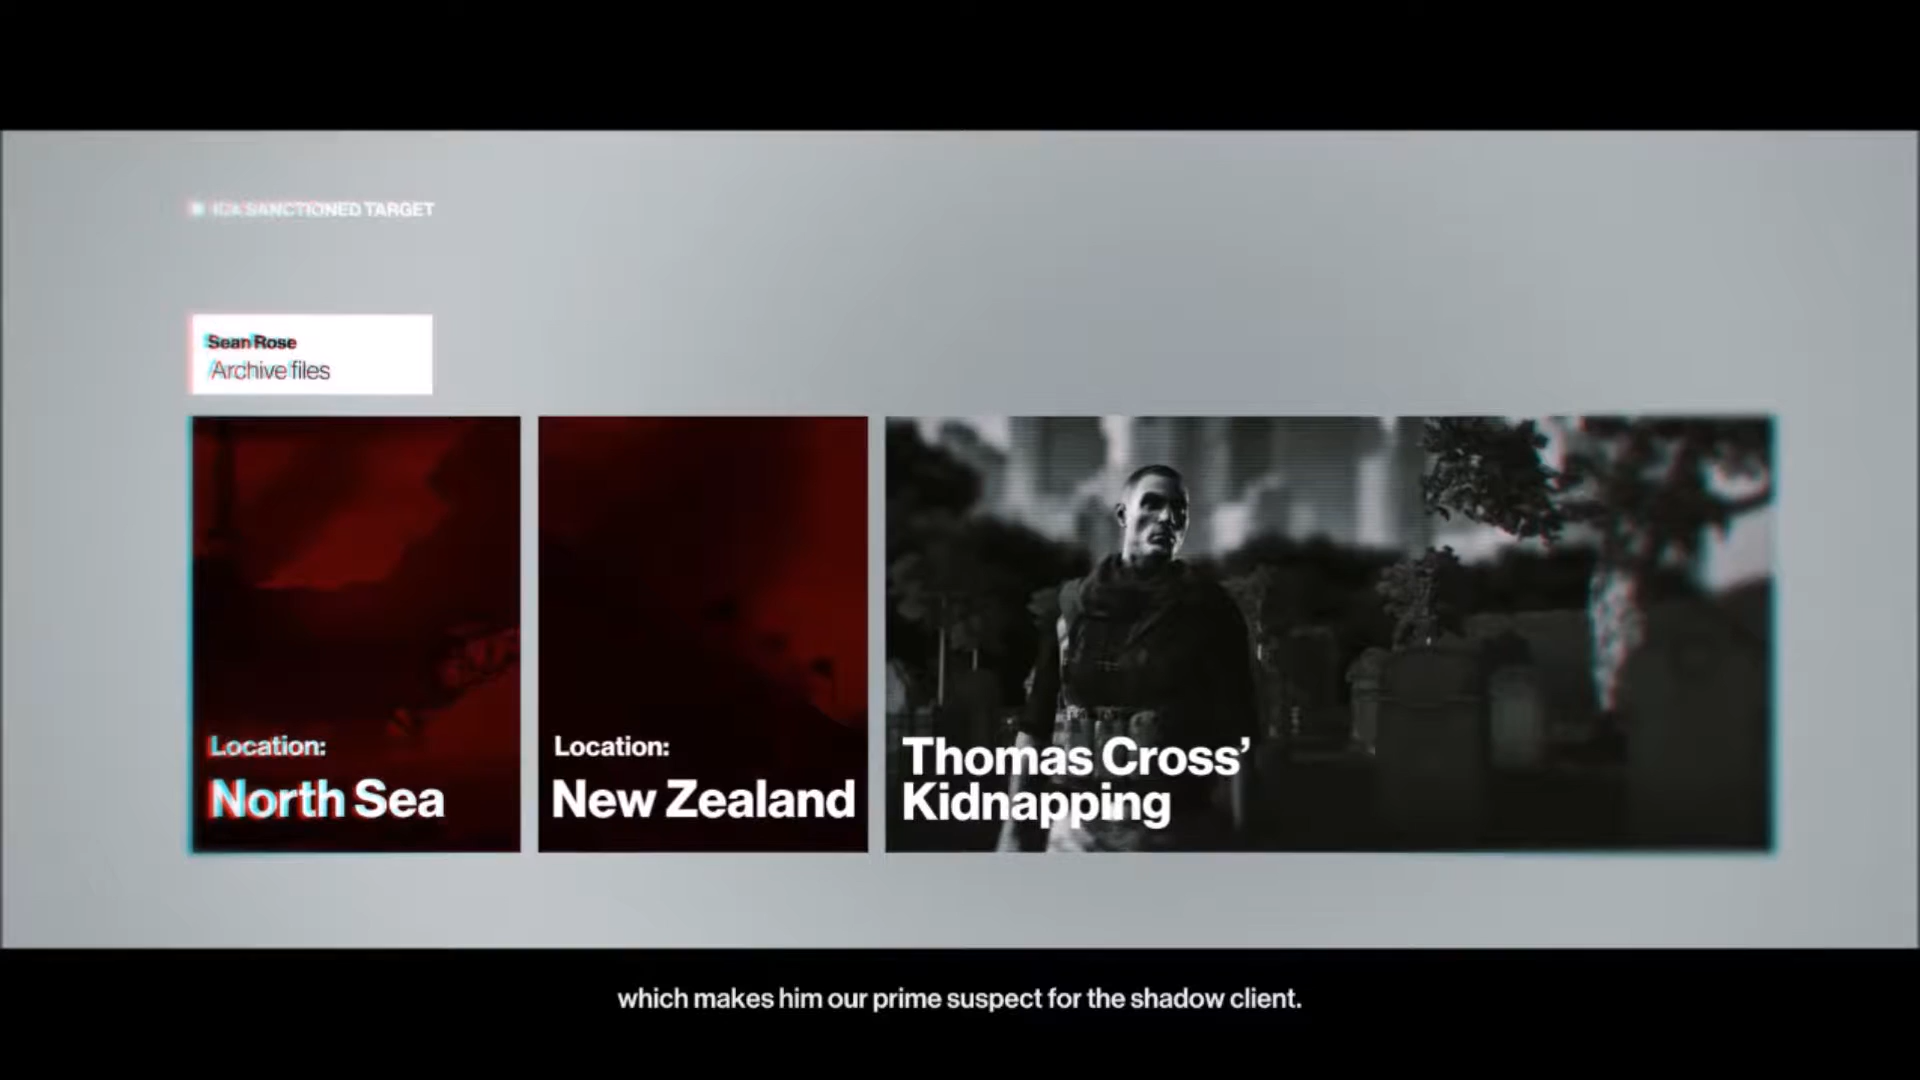 ICA SANCTIONED TARGET
Sean Rose
Archive files
Location:
North Sea
Location:
New Zealand
Thomas Cross’
Kidnapping
which makes him our prime suspect for the shadow client.